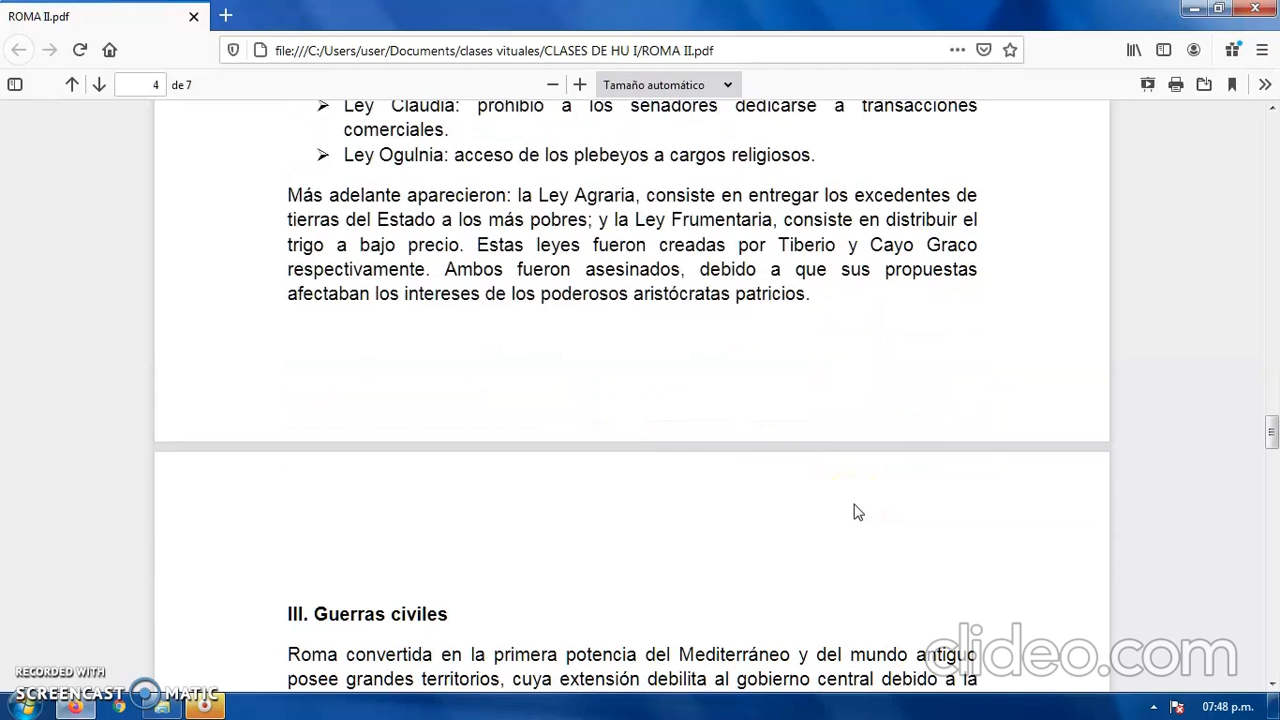 ROMA II.pdf
file:///C:/Users/user/Documents/clases vituales/CLASES DE HU I/ROMA II.pdf
4 de 7
Tamaño automático
➢ Ley Claudia: prohibió a los senadores dedicarse a transacciones
comerciales.
➢ Ley Ogulnia: acceso de los plebeyos a cargos religiosos.
Más adelante aparecieron: la Ley Agraria, consiste en entregar los excedentes de
tierras del Estado a los más pobres; y la Ley Frumentaria, consiste en distribuir el
trigo a bajo precio. Estas leyes fueron creadas por Tiberio y Cayo Graco
respectivamente. Ambos fueron asesinados, debido a que sus propuestas
afectaban los intereses de los poderosos aristócratas patricios.
III. Guerras civiles
Roma convertida en la primera potencia del Mediterráneo y del mundo antiguo
posee grandes territorios, cuya extensión debilita al gobierno central debido a la
clideo.com
RECORDED WITH
SCREENCAST MATIC
07:48 p.m.